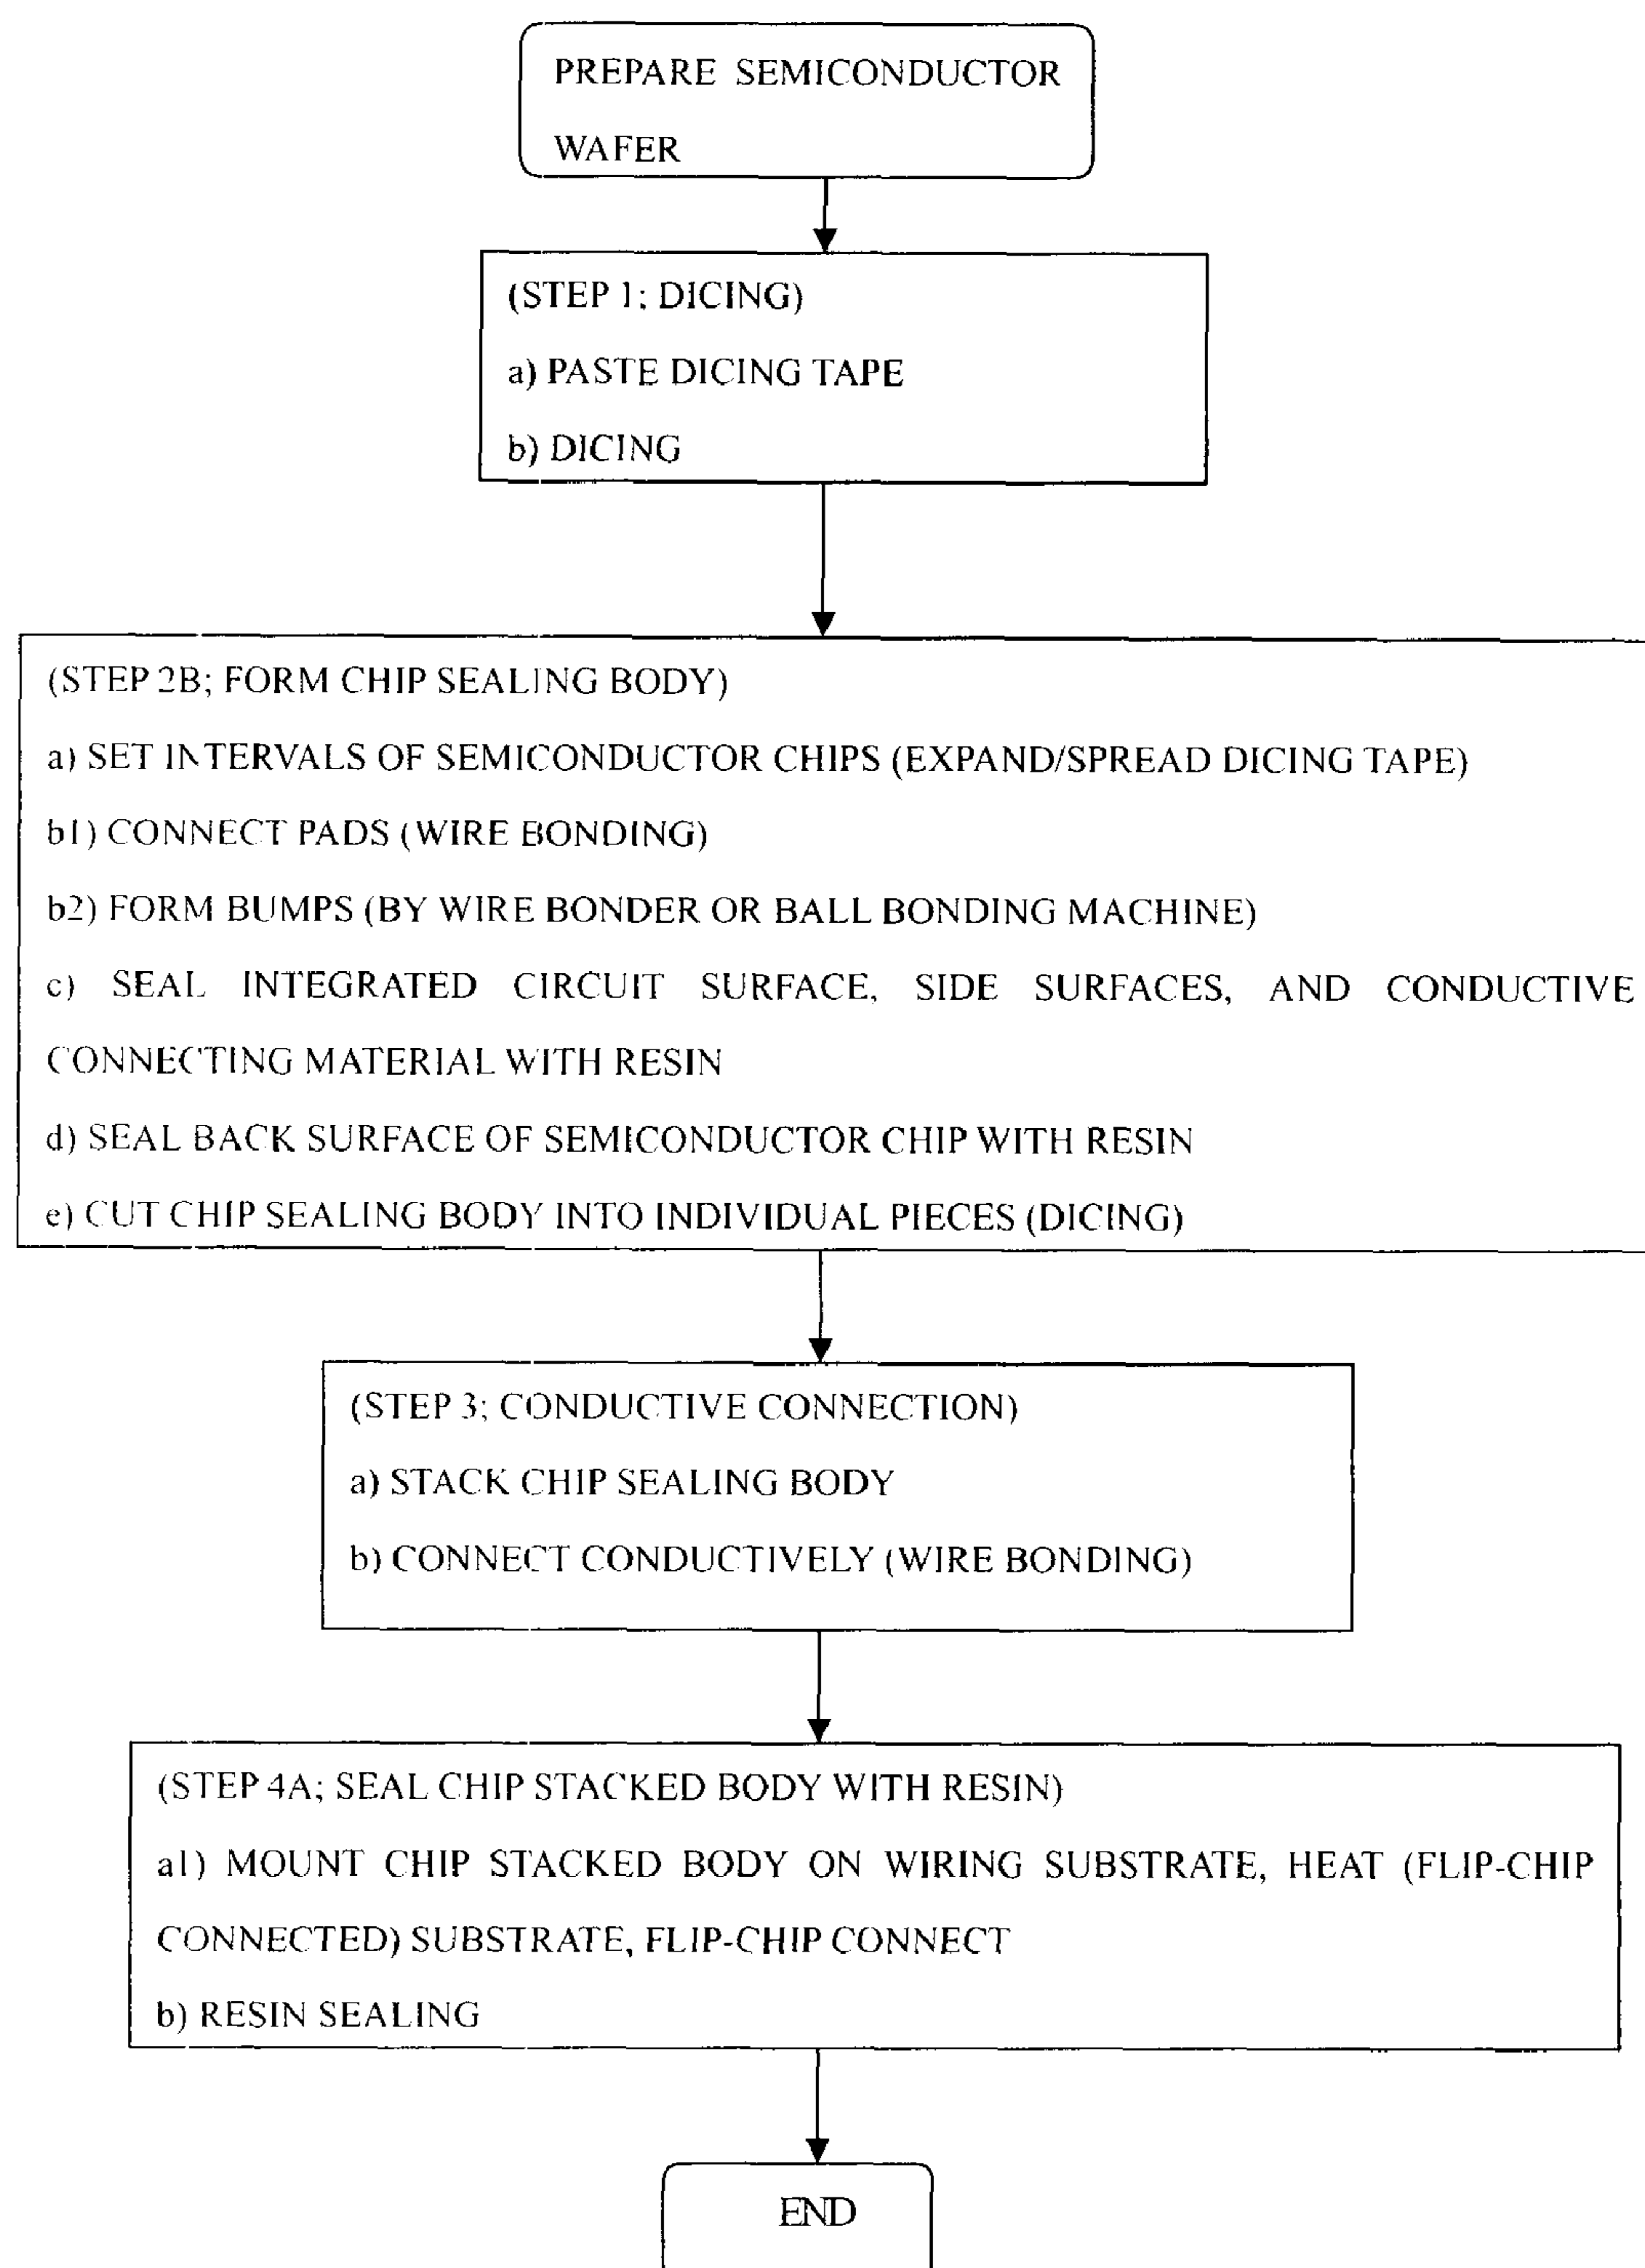 PREPARE SEMICONDUCTOR
WAFER
(STEP 1; DICING)
a) PASTE DICING TAPE
b) DICING
(STEP 2B; FORM CHIP SEALING BODY)
a) SET INTERVALS OF SEMICONDUCTOR CHIPS (EXPAND/SPREAD DICING TAPE)
b1) CONNECT PADS (WIRE BONDING)
b2) FORM BUMPS (BY WIRE BONDER OR BALL BONDING MACHINE)
c) SEAL INTEGRATED CIRCUIT SURFACE, SIDE SURFACES, AND CONDUCTIVE
CONNECTING MATERIAL WITH RESIN
d) SEAL BACK SURFACE OF SEMICONDUCTOR CHIP WITH RESIN
e) CUT CHIP SEALING BODY INTO INDIVIDUAL PIECES (DICING)
(STEP 3; CONDUCTIVE CONNECTION)
a) STACK CHIP SEALING BODY
b) CONNECT CONDUCTIVELY (WIRE BONDING)
(STEP 4A; SEAL CHIP STACKED BODY WITH RESIN)
a1) MOUNT CHIP STACKED BODY ON WIRING SUBSTRATE, HEAT (FLIP-CHIP
CONNECTED) SUBSTRATE, FLIP-CHIP CONNECT
b) RESIN SEALING
END